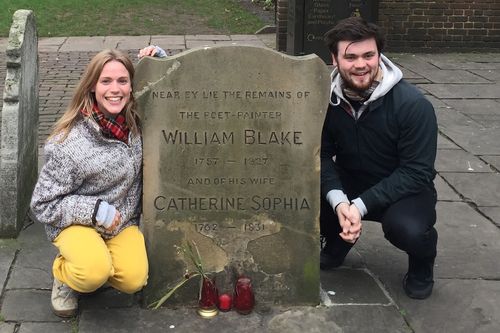 NEAR BY LIE THE REMAINS OF
THE POET-PAINTER
WILLIAM BLAKE
1757 — 1827
AND OF HIS WIFE
CATHERINE SOPHIA
1762 — 1831